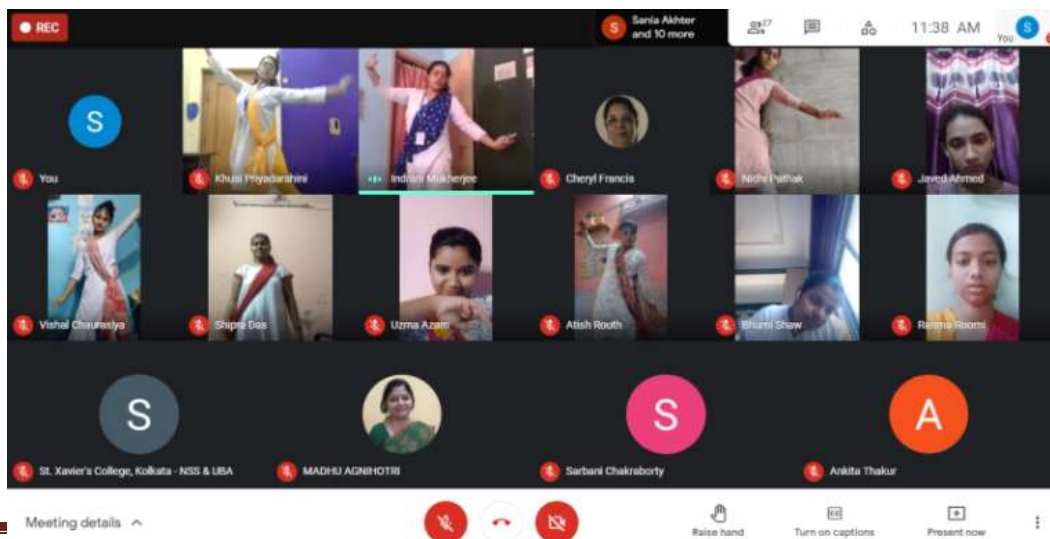 REC
S
Sania Akhter
and 10 more
27
11:38 AM
You
S
S
You
Khusi Priyadarshini
Indrani Mukherjee
Cheryl Francis
Nidhi Pathak
Javed Ahmed
Vishal Chaurasiya
Shipra Das
Uzma Azam
Atish Routh
Bhumi Shaw
Roomi
S
St. Xavier's College, Kolkata - NSS & UBA
MADHU AGNIHOTRI
S
Sarbani Chakraborty
A
Ankita Thakur
Meeting details
Raise hand
Turn on captions
Present now